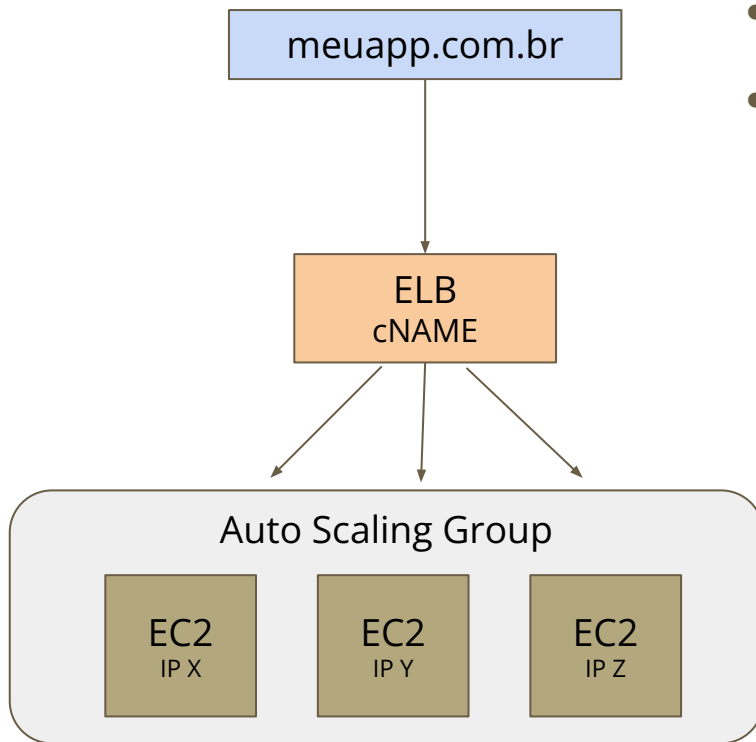 meuapp.com.br
ELB
cNAME
Auto Scaling Group
EC2
IP X
EC2
IP Y
EC2
IP Z